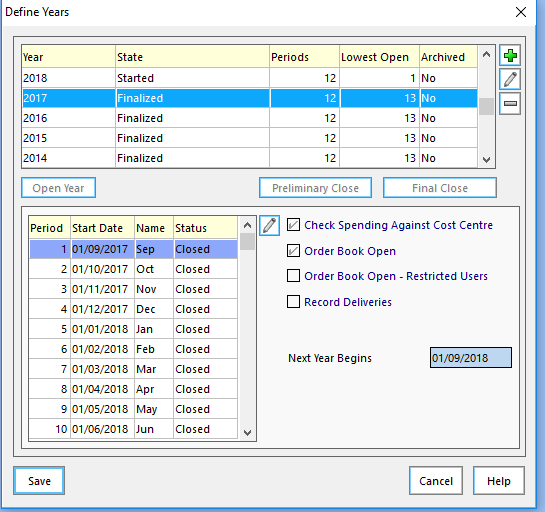 Define Years
Year State Periods Lowest Open Archived
2018 Started 12 1 No
2017 Finalized 12 13 No
2016 Finalized 12 13 No
2015 Finalized 12 13 No
2014 Finalized 12 13 No
Open Year Preliminary Close Final Close
Period Start Date Name Status
1 01/09/2017 Sep Closed
2 01/10/2017 Oct Closed
3 01/11/2017 Nov Closed
4 01/12/2017 Dec Closed
5 01/01/2018 Jan Closed
6 01/02/2018 Feb Closed
7 01/03/2018 Mar Closed
8 01/04/2018 Apr Closed
9 01/05/2018 May Closed
10 01/06/2018 Jun Closed
Check Spending Against Cost Centre
Order Book Open
Order Book Open - Restricted Users
Record Deliveries
Next Year Begins 01/09/2018
Save Cancel Help